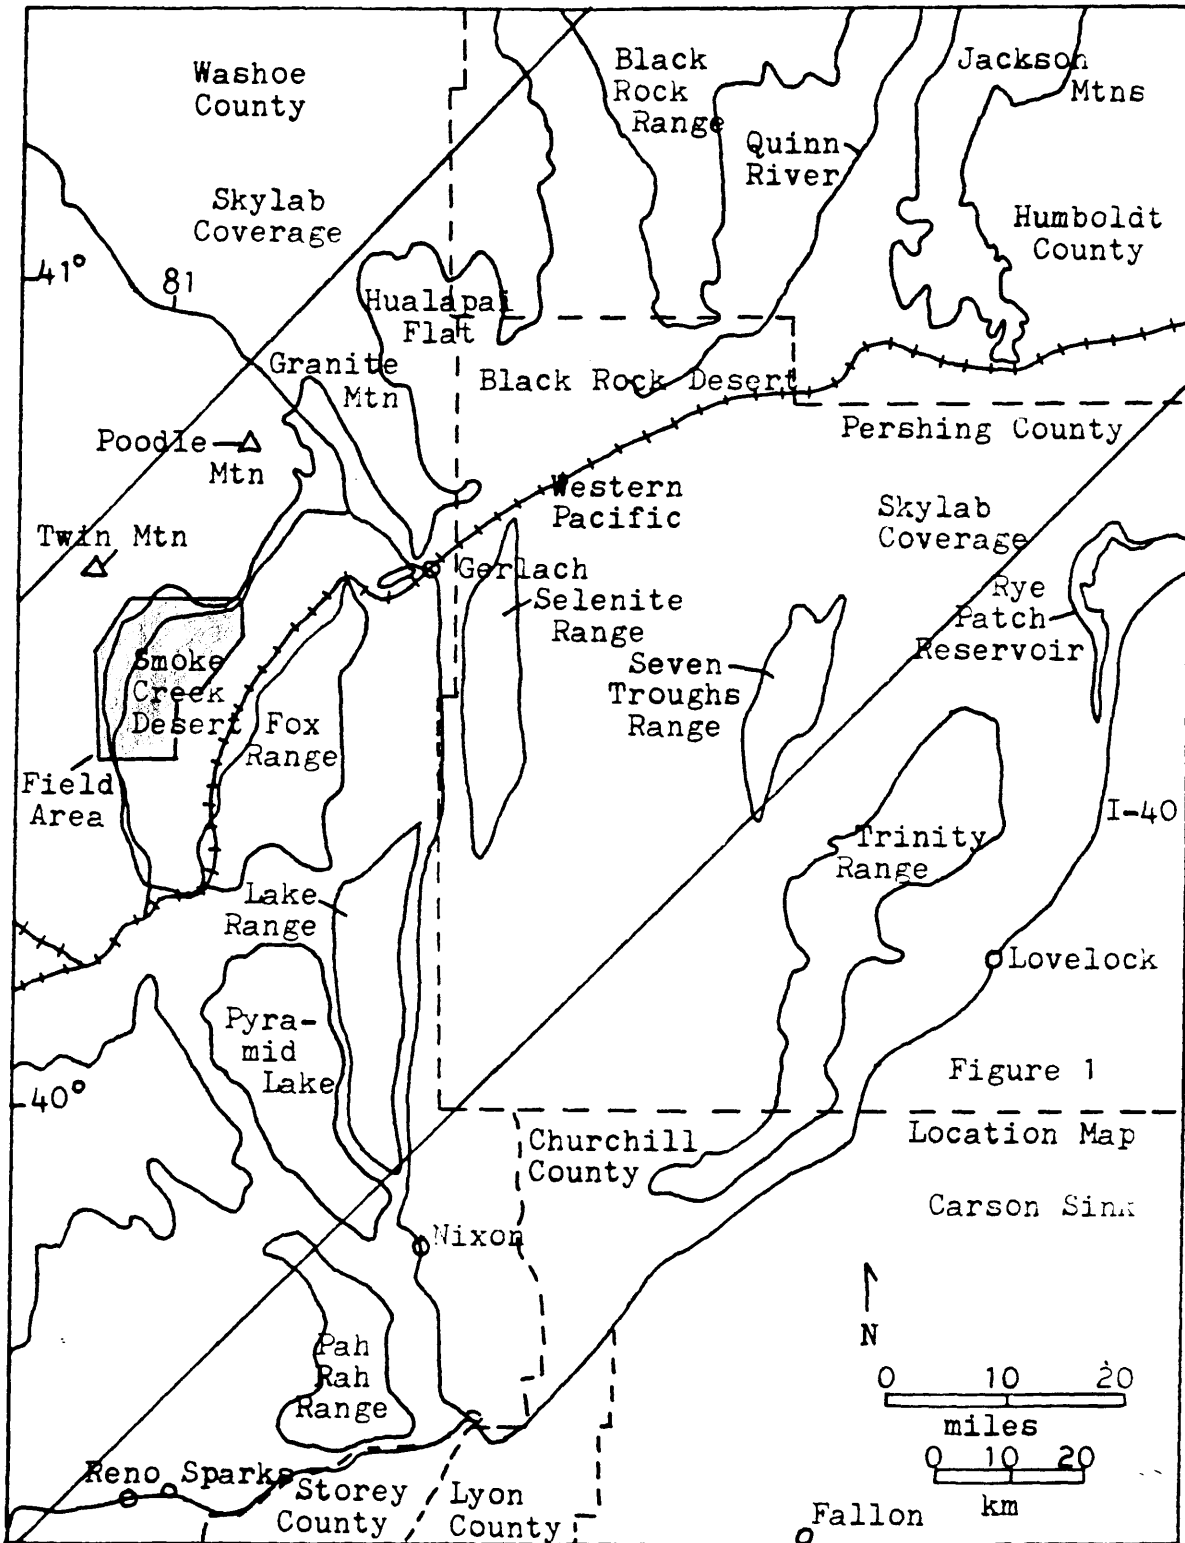 Washoe
County
Black
Rock
Range
Jackson
Mtns
Quinn
River
Skylab
Coverage
Humboldt
County
41°
81
Hualapai
Flat
Granite
Mtn
Black Rock Desert
Poodle
Mtn
Pershing County
Western
Pacific
Skylab
Coverage
Twin Mtn
Gerlach
Selenite
Range
Rye
Patch
Reservoir
Smoke
Creek
Desert
Seven
Troughs
Range
Fox
Range
Field
Area
I-40
Trinity
Range
Lake
Range
Lovelock
Pyra-
mid
Lake
Figure 1
40°
Churchill
County
Location Map
Carson Sink
Nixon
N
Pah
Rah
Range
0 10 20
miles
0 10 20
km
Reno Sparks
Storey
County
Lyon
County
Fallon